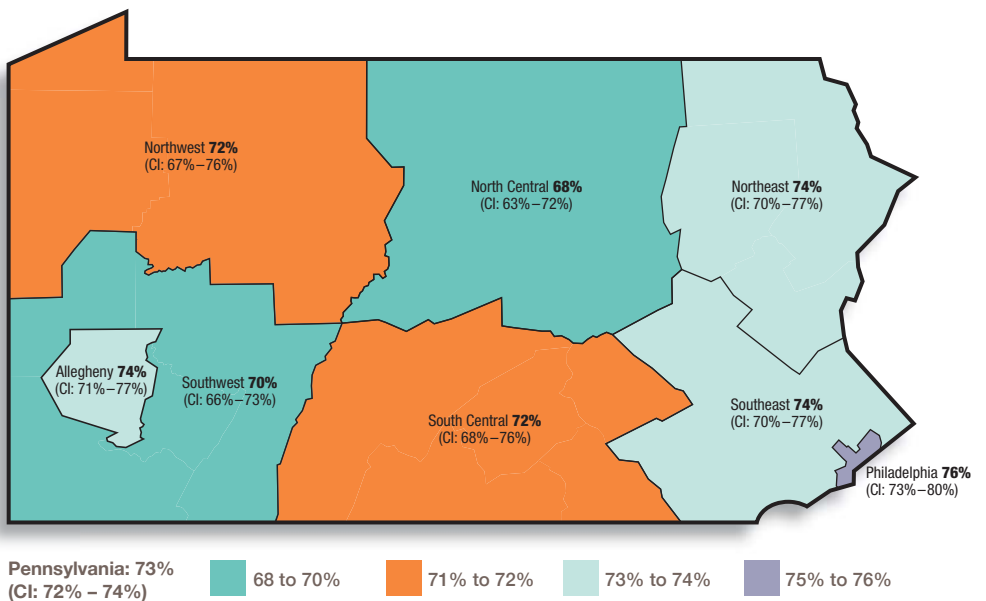 Northwest 72%
(CI: 67%–76%)
North Central 68%
(CI: 63%–72%)
Northeast 74%
(CI: 70%–77%)
Allegheny 74%
(CI: 71%–77%)
Southwest 70%
(CI: 66%–73%)
South Central 72%
(CI: 68%–76%)
Southeast 74%
(CI: 70%–77%)
Philadelphia 76%
(CI: 73%–80%)
Pennsylvania: 73%
(CI: 72% – 74%)
68 to 70%
71% to 72%
73% to 74%
75% to 76%